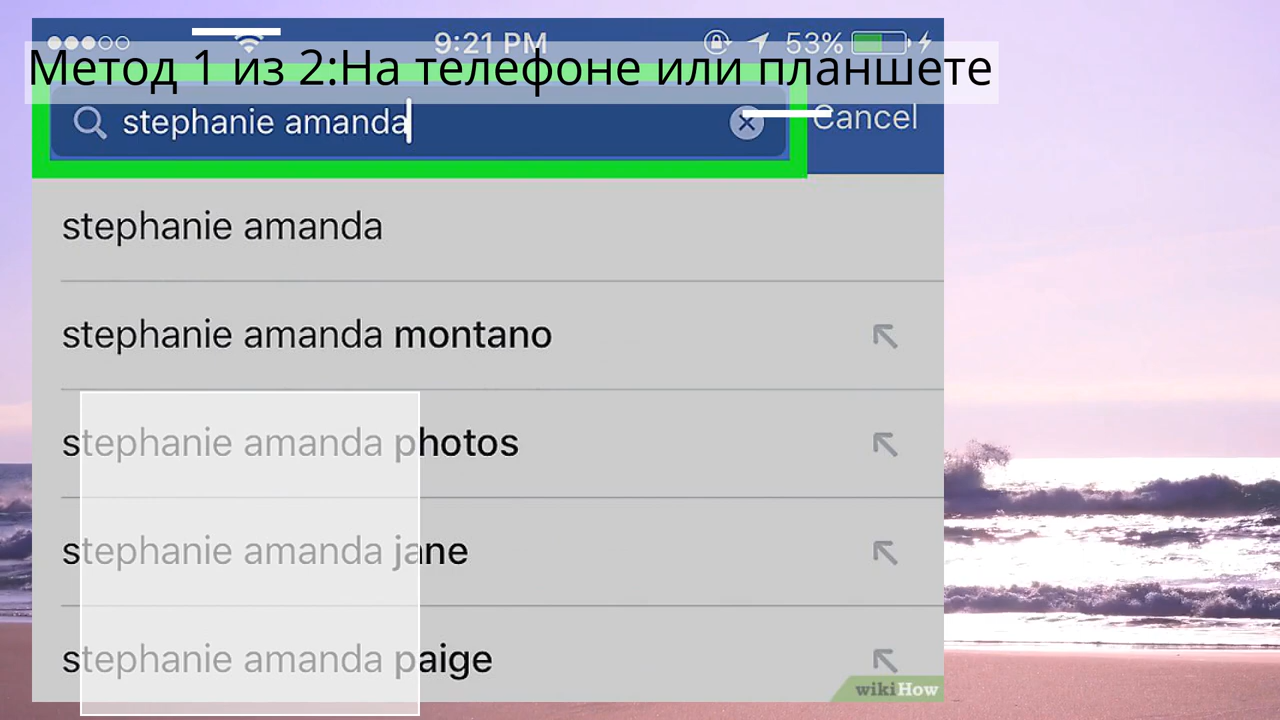 9:21 PM 53%
Метод 1 из 2:На телефоне или планшете
stephanie amanda Cancel
stephanie amanda
stephanie amanda montano
stephanie amanda photos
stephanie amanda jane
stephanie amanda paige
wikiHow